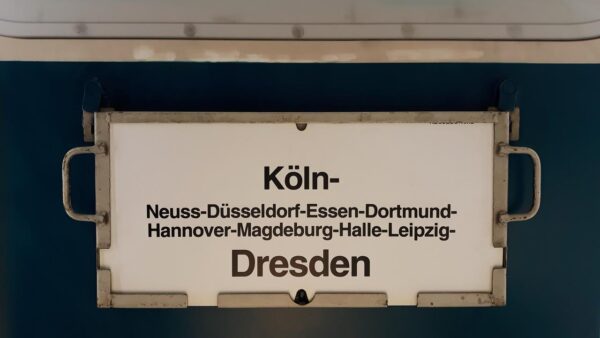 Köln-
Neuss-Düsseldorf-Essen-Dortmund-
Hannover-Magdeburg-Halle-Leipzig-
Dresden